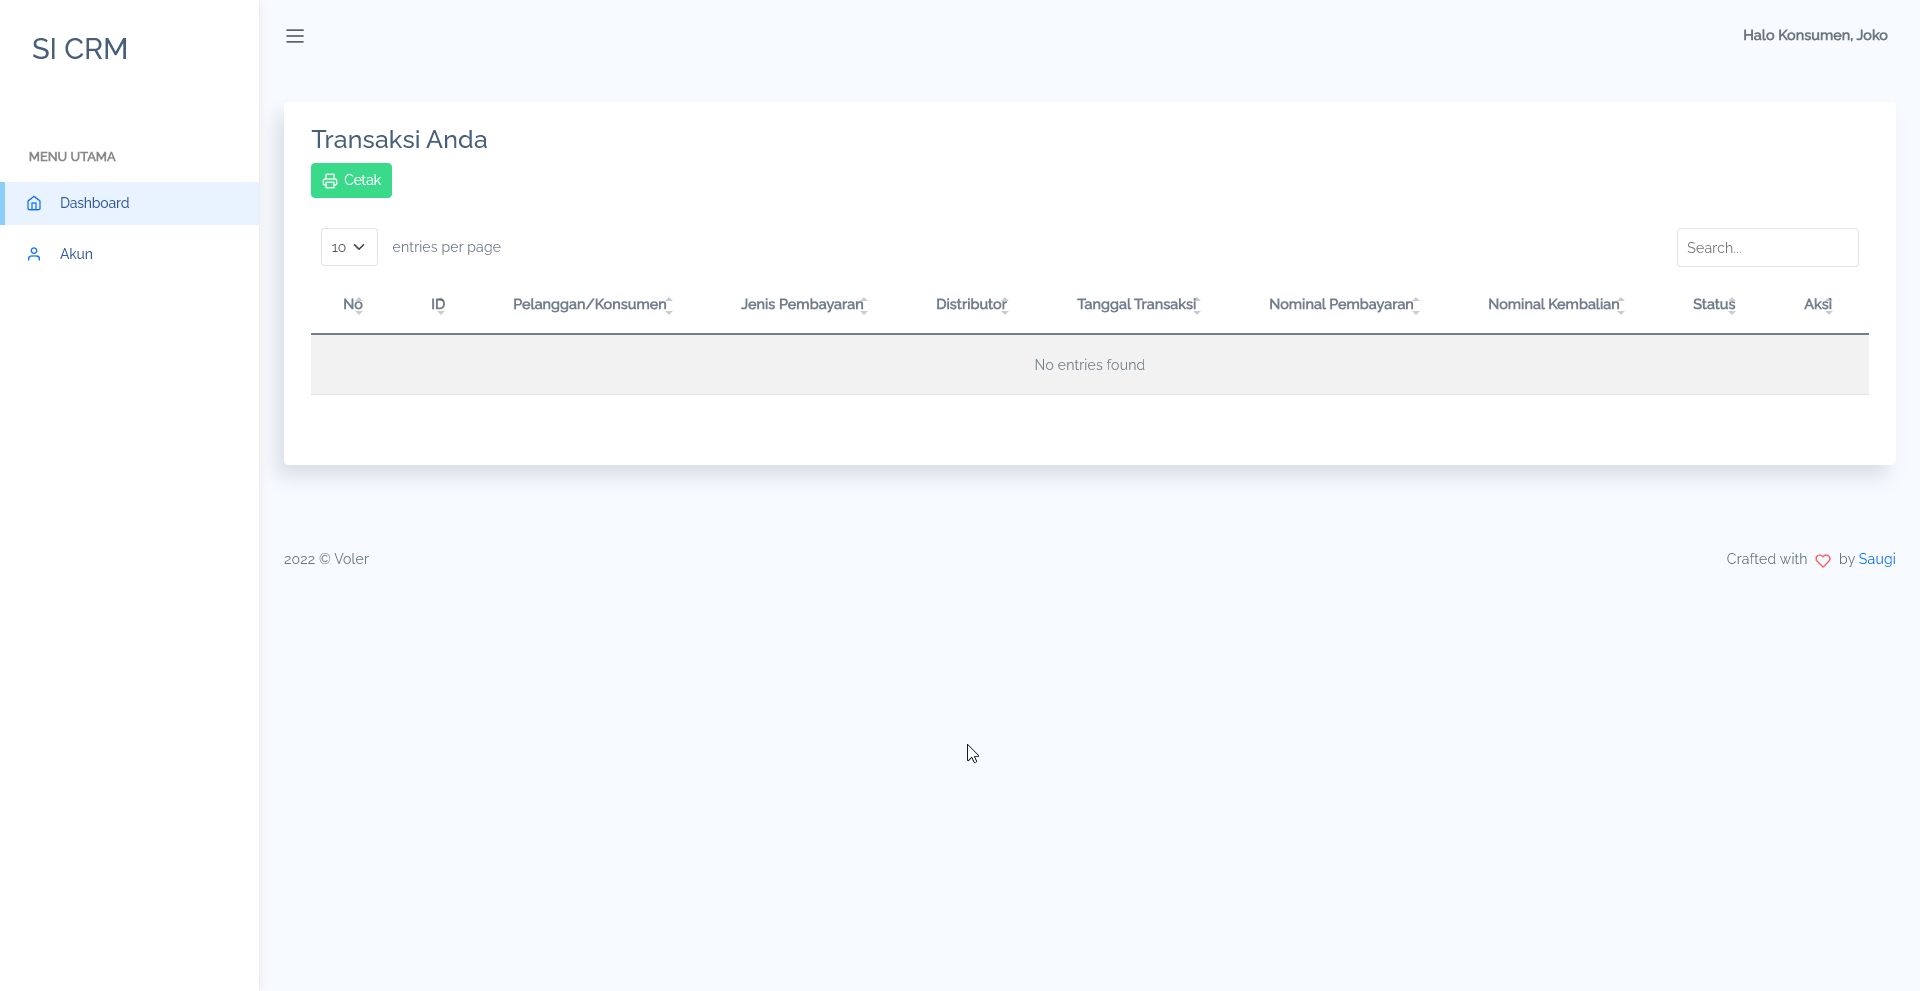 SI CRM
Halo Konsumen, Joko
MENU UTAMA
Dashboard
Akun
Transaksi Anda
Cetak
10 entries per page
Search...
No ID Pelanggan/Konsumen Jenis Pembayaran Distributor Tanggal Transaksi Nominal Pembayaran Nominal Kembalian Status Aksi
No entries found
2022 © Voler
Crafted with by Saugi